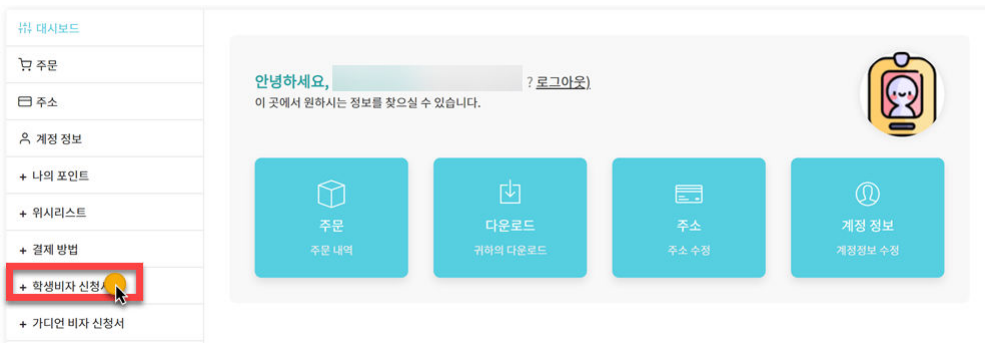 대시보드
주문
주소
계정 정보
+ 나의 포인트
+ 위시리스트
+ 결제 방법
+ 학생비자 신청
+ 가디언 비자 신청서
안녕하세요, ? 로그아웃)
이 곳에서 원하시는 정보를 찾으실 수 있습니다.
주문
주문 내역
다운로드
귀하의 다운로드
주소
주소 수정
계정 정보
계정정보 수정